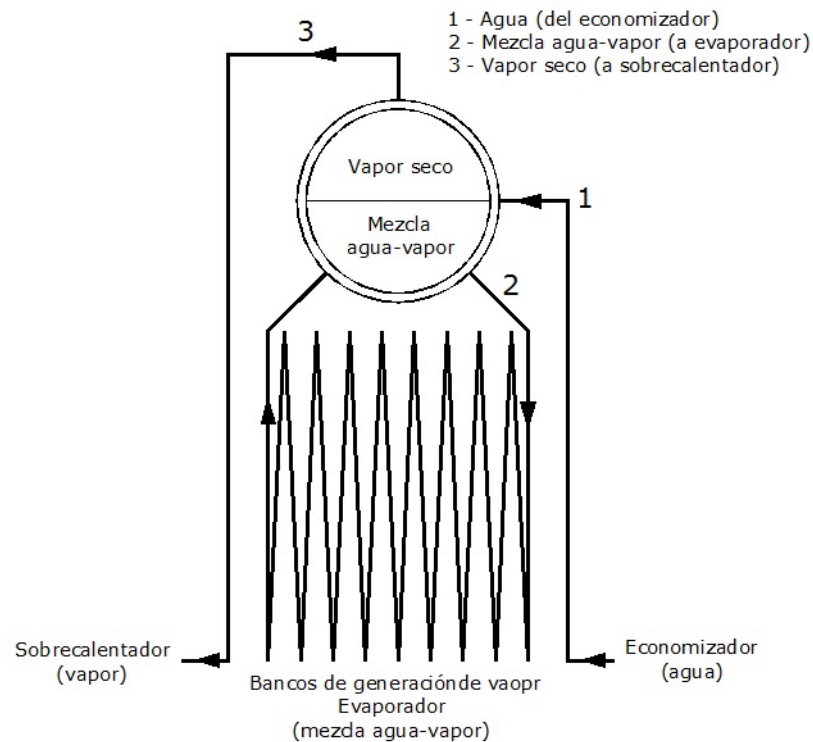 1 - Agua (del economizador)
2 - Mezcla agua-vapor (a evaporador)
3 - Vapor seco (a sobrecalentador)
3
Vapor seco
1
Mezcla
agua-vapor
2
Sobrecalentador
(vapor)
Economizador
(agua)
Bancos de generaciónde vaopr
Evaporador
(mezcla agua-vapor)